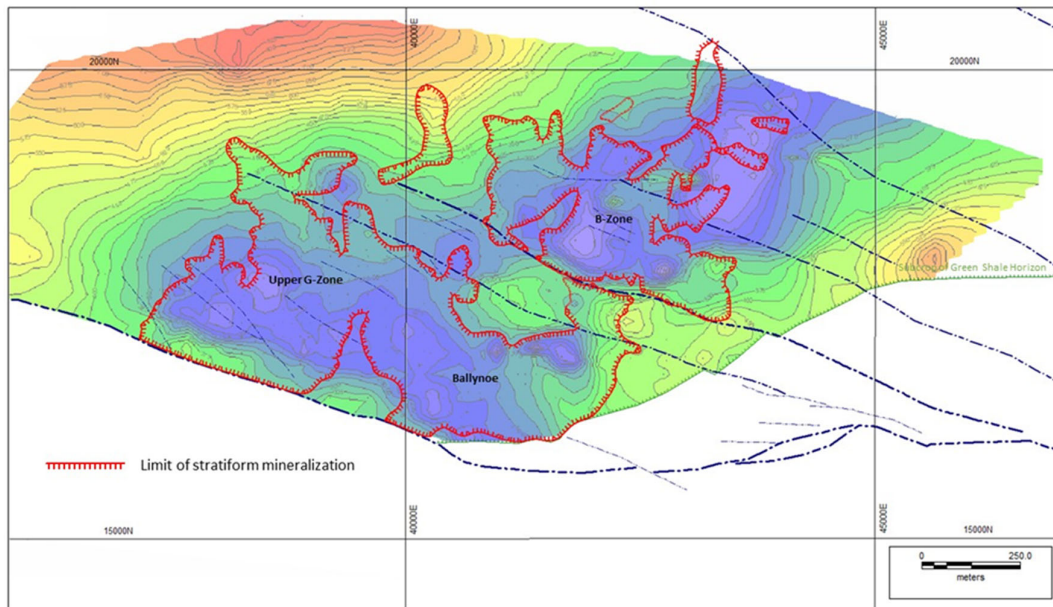 40000E
45000E
20000N
20000N
B-Zone
Subcrop of Green Shale Horizon
Upper G-Zone
Ballynoe
Limit of stratiform mineralization
40000E
45000E
15000N
15000N
0 250.0
meters